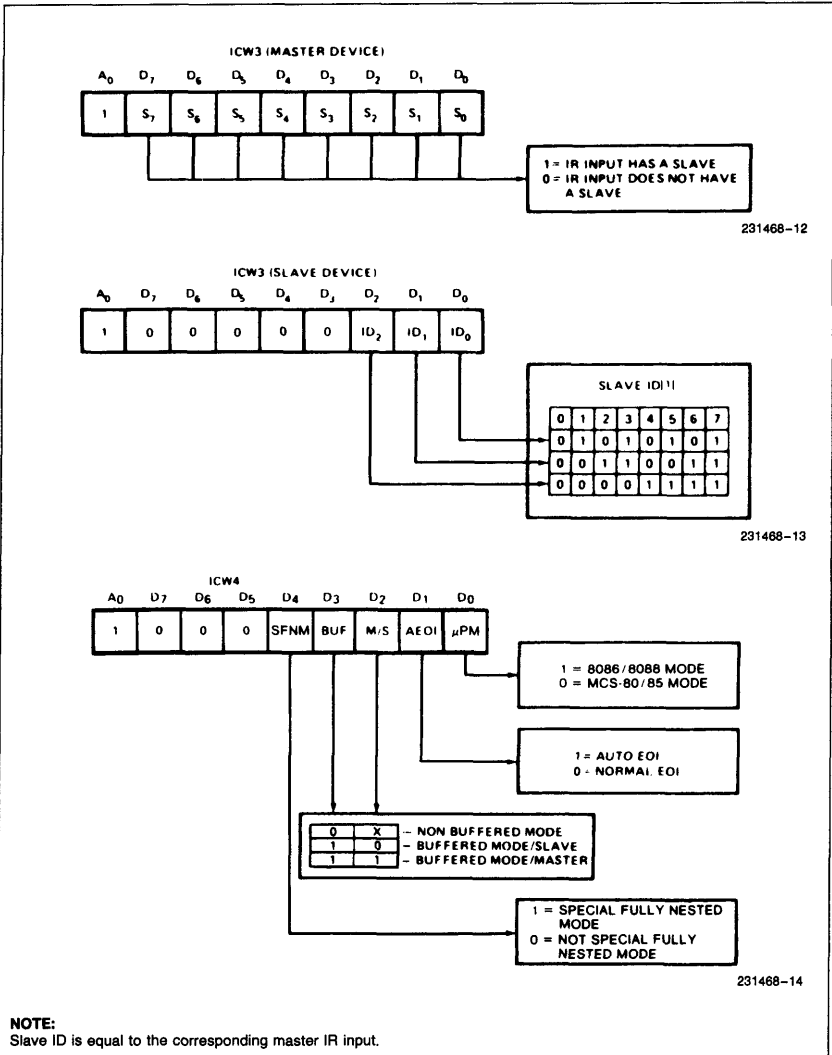 ICW3 (MASTER DEVICE)
A0 D7 D6 D5 D4 D3 D2 D1 D0
1 S7 S6 S5 S4 S3 S2 S1 S0
1 = IR INPUT HAS A SLAVE
0 = IR INPUT DOES NOT HAVE
A SLAVE
231468-12
ICW3 (SLAVE DEVICE)
A0 D7 D6 D5 D4 D3 D2 D1 D0
1 0 0 0 0 0 ID2 ID1 ID0
SLAVE ID(1)
0 1 2 3 4 5 6 7
0 1 0 1 0 1 0 1
0 0 1 1 0 0 1 1
0 0 0 0 1 1 1 1
231468-13
ICW4
A0 D7 D6 D5 D4 D3 D2 D1 D0
1 0 0 0 SFNM BUF M/S AEOI μPM
1 = 8086/8088 MODE
0 = MCS-80/85 MODE
1 = AUTO EOI
0 = NORMAL EOI
0 X - NON BUFFERED MODE
1 0 - BUFFERED MODE/SLAVE
1 1 - BUFFERED MODE/MASTER
1 = SPECIAL FULLY NESTED
MODE
0 = NOT SPECIAL FULLY
NESTED MODE
231468-14
NOTE:
Slave ID is equal to the corresponding master IR input.